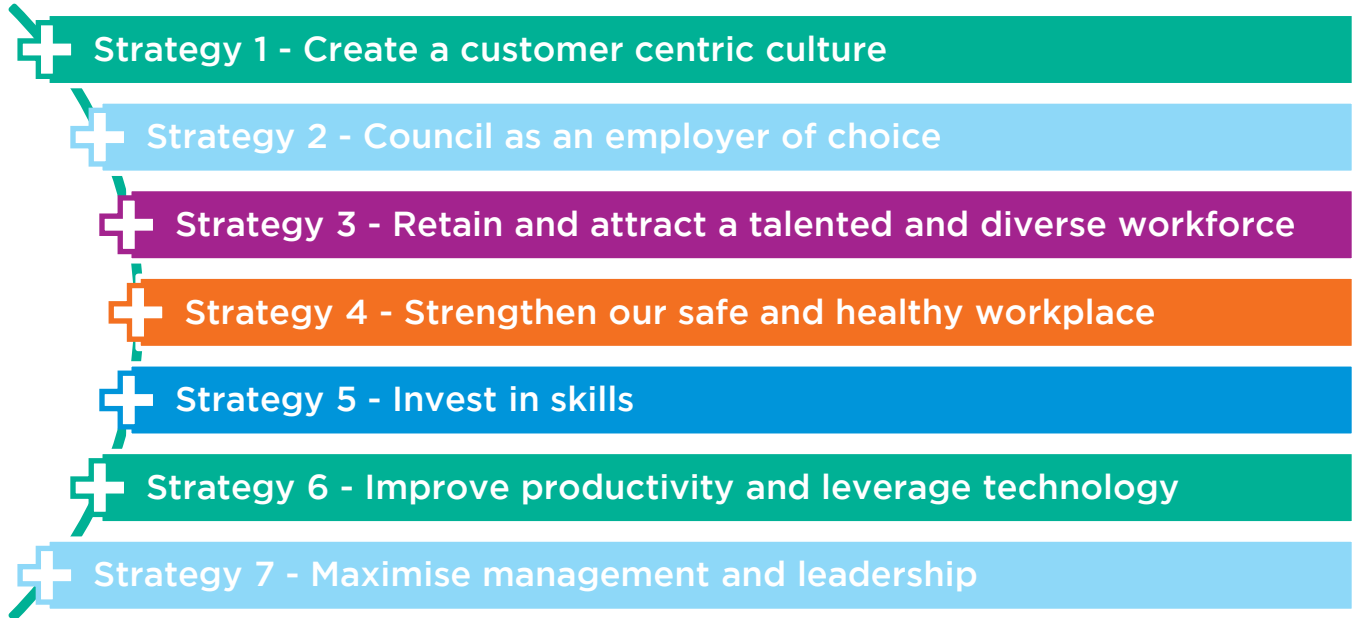 Strategy 1 - Create a customer centric culture
Strategy 2 - Council as an employer of choice
Strategy 3 - Retain and attract a talented and diverse workforce
Strategy 4 - Strengthen our safe and healthy workplace
Strategy 5 - Invest in skills
Strategy 6 - Improve productivity and leverage technology
Strategy 7 - Maximise management and leadership